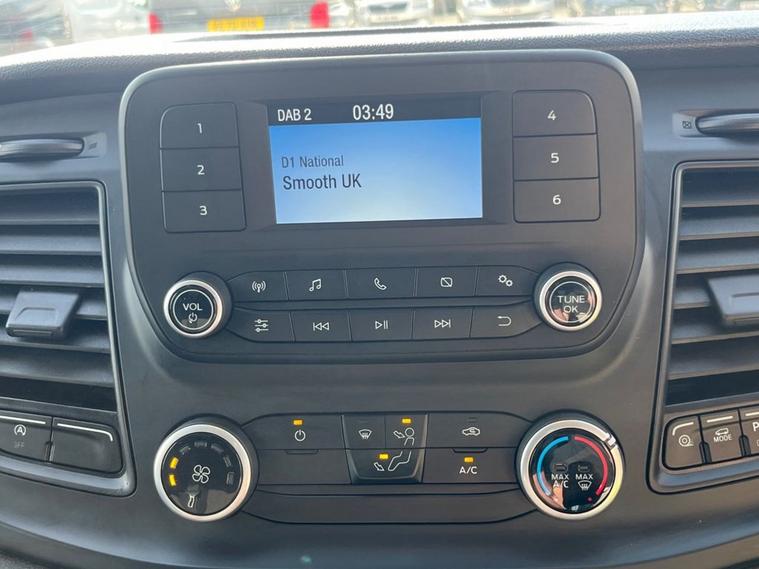 DAB 2 03:49
D1 National
Smooth UK
1
2
3
4
5
6
VOL
TUNE
OK
A
OFF
A/C
MAX
A/C
MAX
MODE
P